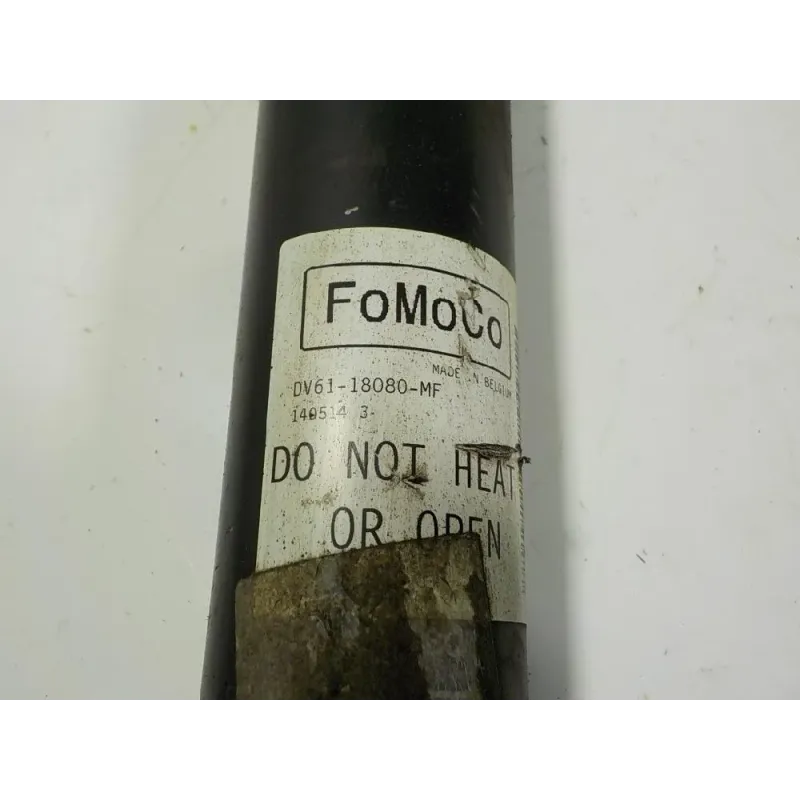 FoMoCo
MADE IN BELGIUM
DV61-18080-MF
140514 3
DO NOT HEAT
OR OPEN